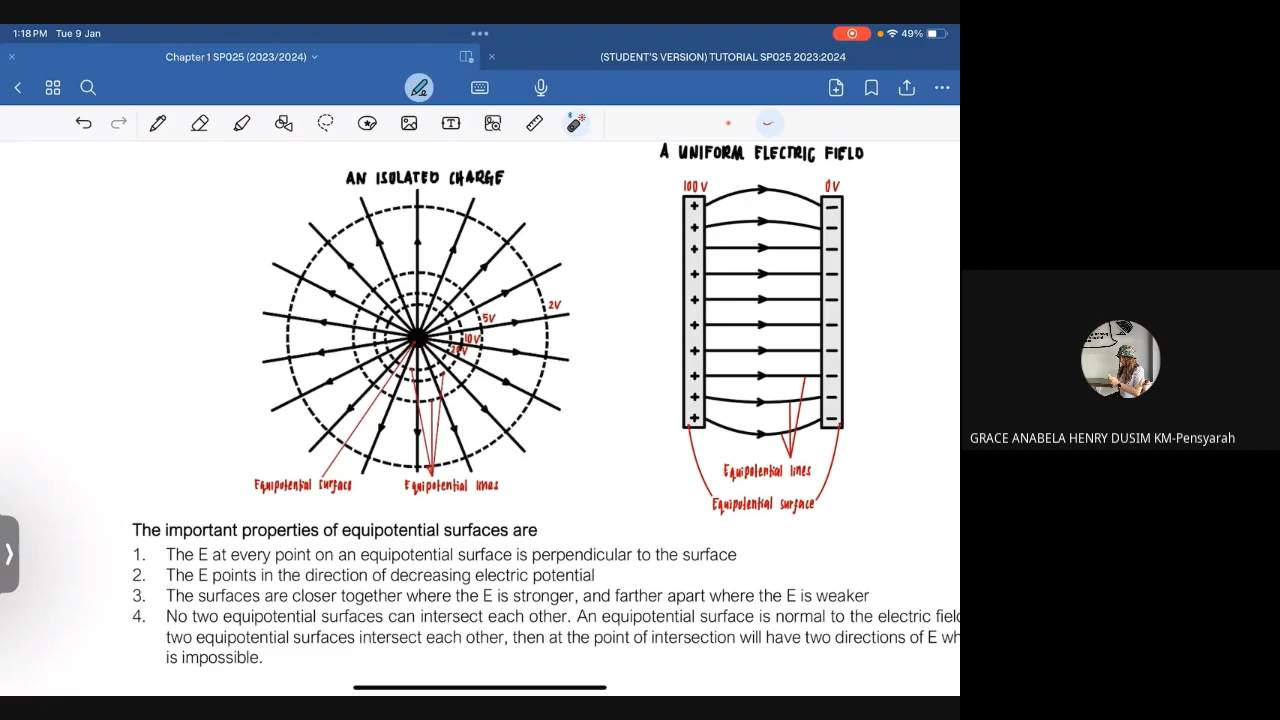 1:18 PM Tue 9 Jan
49%
Chapter 1 SP025 (2023/2024)
(STUDENT'S VERSION) TUTORIAL SP025 2023:2024
A UNIFORM ELECTRIC FIELD
AN ISOLATED CHARGE
100 V
0V
2V
5V
10V
20V
Equipotential surface
Equipotential lines
Equipotential lines
Equipotential surface
GRACE ANABELA HENRY DUSIM KM-Pensyarah
The important properties of equipotential surfaces are
1. The E at every point on an equipotential surface is perpendicular to the surface
2. The E points in the direction of decreasing electric potential
3. The surfaces are closer together where the E is stronger, and farther apart where the E is weaker
4. No two equipotential surfaces can intersect each other. An equipotential surface is normal to the electric
two equipotential surfaces intersect each other, then at the point of intersection will have two directions of E
is impossible.